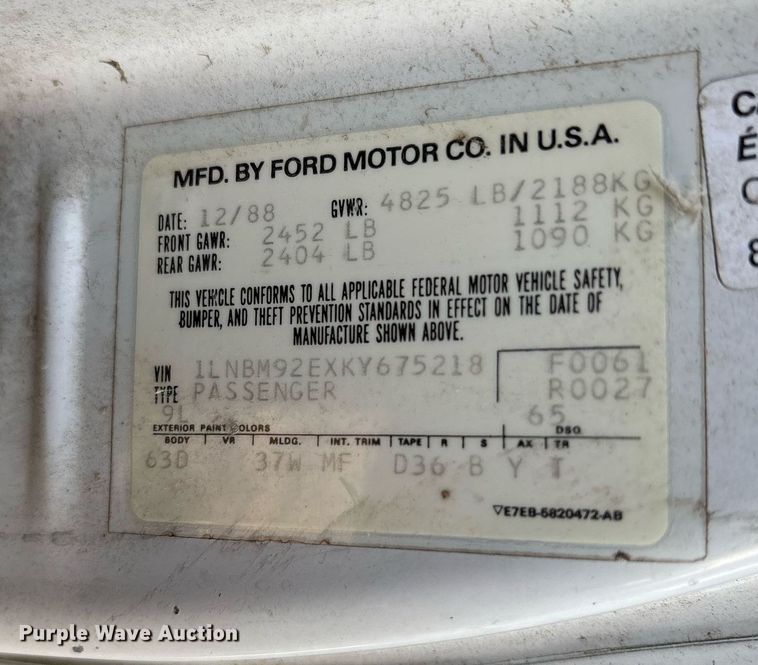 MFD. BY FORD MOTOR CO. IN U.S.A.
DATE: 12/88 GVWR: 4825 LB/2188KG
FRONT GAWR: 2452 LB 1112 KG
REAR GAWR: 2404 LB 1090 KG
THIS VEHICLE CONFORMS TO ALL APPLICABLE FEDERAL MOTOR VEHICLE SAFETY,
BUMPER, AND THEFT PREVENTION STANDARDS IN EFFECT ON THE DATE OF
MANUFACTURE SHOWN ABOVE.
VIN 1LNBM92EXKY675218 F0061
TYPE PASSENGER R0027
9L 65
EXTERIOR PAINT COLORS DSO
BODY VR MLDG. INT. TRIM TAPE R S AX TR
63D 37W MF D36 B Y T
E7EB-5820472-AB
Purple Wave Auction